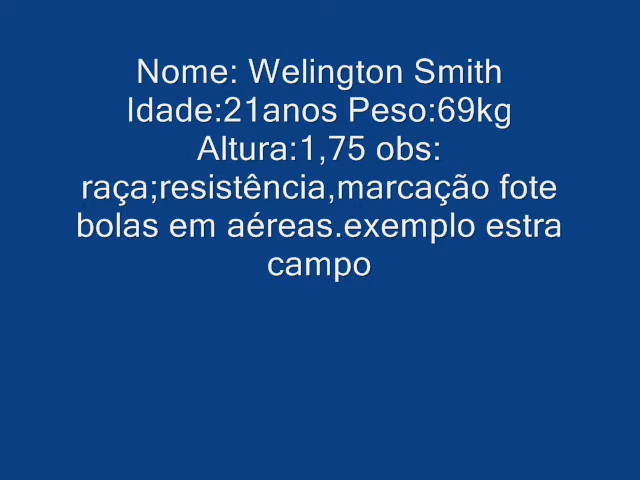 Nome: Welington Smith
Idade:21anos Peso:69kg
Altura:1,75 obs:
raça;resistência,marcação fote
bolas em aéreas.exemplo estra
campo